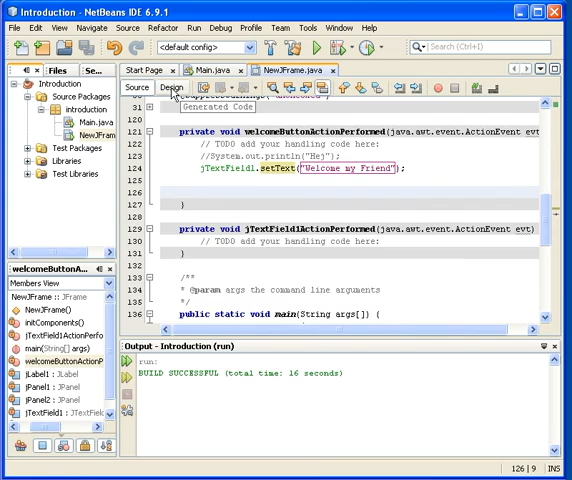 Introduction - NetBeans IDE 6.9.1
File Edit View Navigate Source Refactor Run Debug Profile Team Tools Window Help
<default config>
Search (Ctrl+I)
Files Se...
Introduction
Source Packages
introduction
Main.java
NewJFram
Test Packages
Libraries
Test Libraries
Start Page Main.java NewJFrame.java
Source Design
31 Generated Code
120
121 private void welcomeButtonActionPerformed(java.awt.event.ActionEvent evt
122 // TODO add your handling code here:
123 //System.out.println("Hej");
124 jTextField1.setText("Welcome my Friend");
125
126
127 }
128
129 private void jTextField1ActionPerformed(java.awt.event.ActionEvent evt)
130 // TODO add your handling code here:
131 }
132
133 /**
134 * @param args the command line arguments
135 */
136 public static void main(String args[]) {
welcomeButtonA...
Members View
NewJFrame :: JFrame
NewJFrame()
initComponents()
jTextField1ActionPerfo
main(String[] args)
welcomeButtonActionP
jLabel1 : JLabel
jPanel1 : JPanel
jPanel2 : JPanel
jTextField1 : JTextField
Output - Introduction (run)
run:
BUILD SUCCESSFUL (total time: 16 seconds)
126 | 9 INS